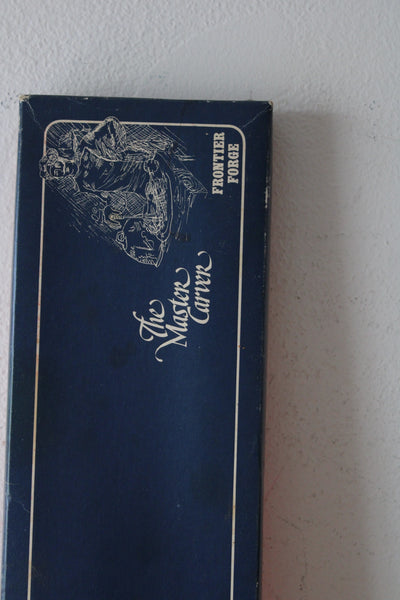 FRONTIER
FORGE
The
Master
Carver